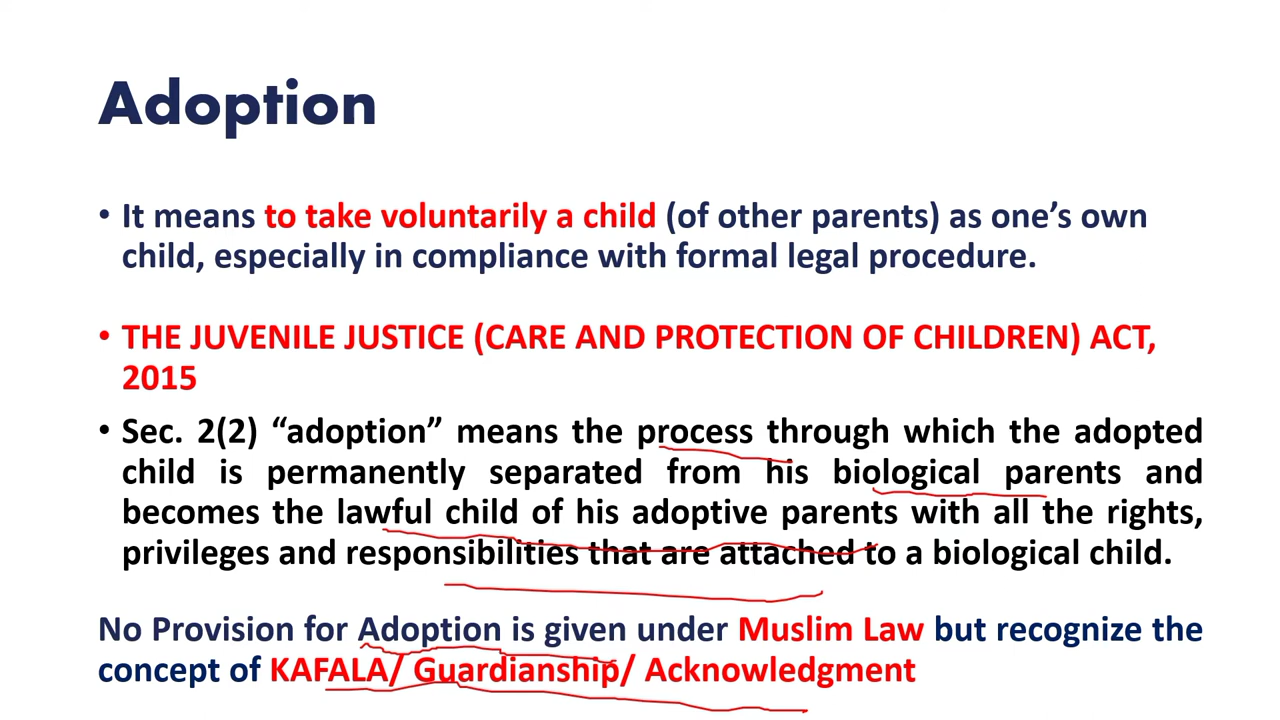 Adoption
• It means to take voluntarily a child (of other parents) as one’s own
child, especially in compliance with formal legal procedure.
• THE JUVENILE JUSTICE (CARE AND PROTECTION OF CHILDREN) ACT,
2015
• Sec. 2(2) “adoption” means the process through which the adopted
child is permanently separated from his biological parents and
becomes the lawful child of his adoptive parents with all the rights,
privileges and responsibilities that are attached to a biological child.
No Provision for Adoption is given under Muslim Law but recognize the
concept of KAFALA/ Guardianship/ Acknowledgment